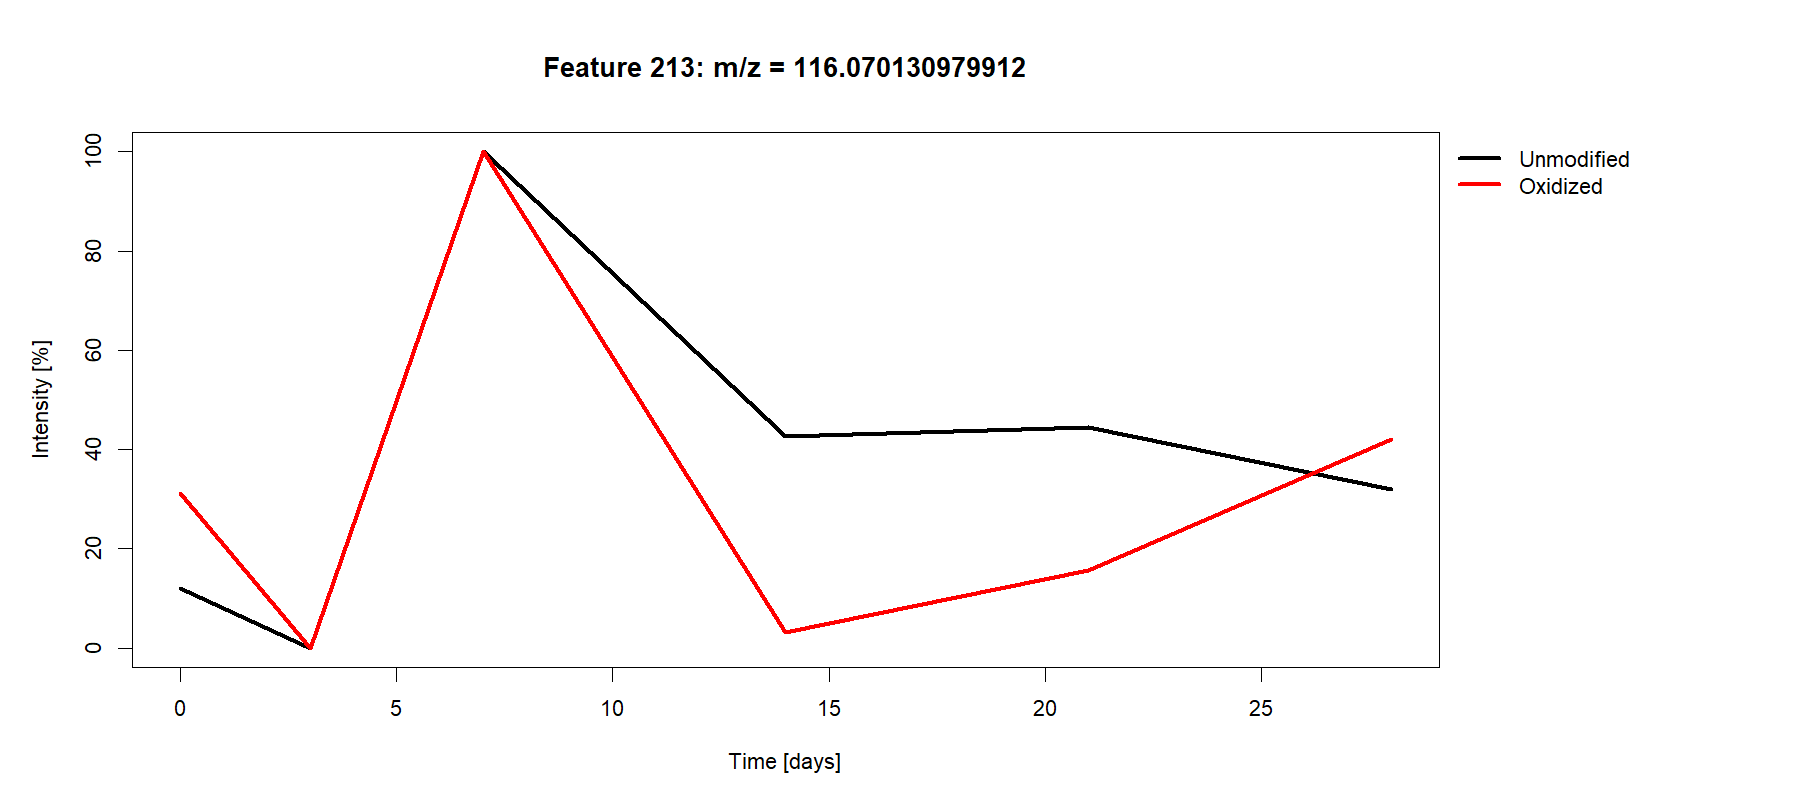 Feature 213: m/z = 116.070130979912
Unmodified
Oxidized
Intensity [%]
100
80
60
40
20
0
0 5 10 15 20 25
Time [days]